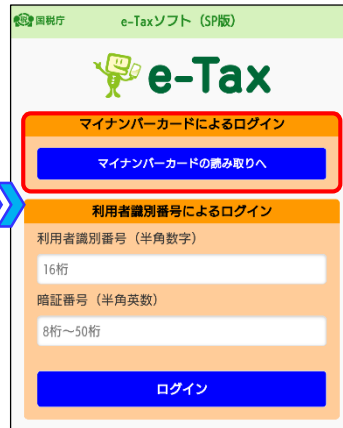 国税庁 e-Taxソフト（SP版）
e-Tax
マイナンバーカードによるログイン
マイナンバーカードの読み取りへ
利用者識別番号によるログイン
利用者識別番号（半角数字）
16桁
暗証番号（半角英数）
8桁～50桁
ログイン